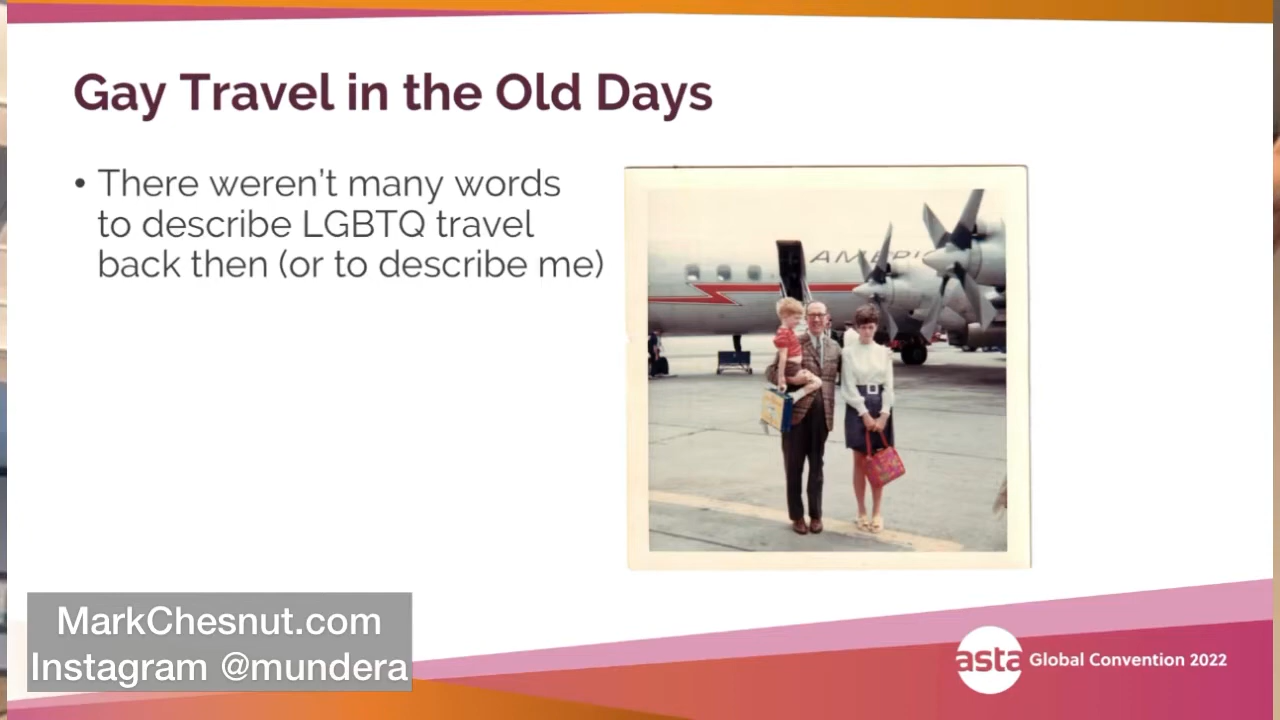 Gay Travel in the Old Days
• There weren't many words
to describe LGBTQ travel
back then (or to describe me)
AMERIC
MarkChesnut.com
Instagram @mundera
asta Global Convention 2022